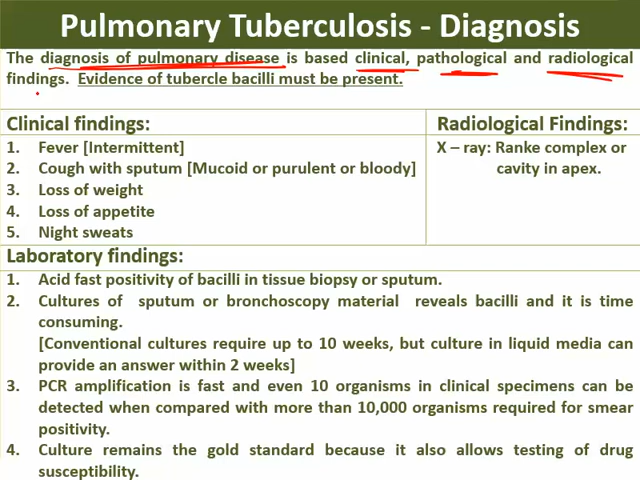 Pulmonary Tuberculosis - Diagnosis
The diagnosis of pulmonary disease is based clinical, pathological and radiological
findings. Evidence of tubercle bacilli must be present.
Clinical findings:
1. Fever [Intermittent]
2. Cough with sputum [Mucoid or purulent or bloody]
3. Loss of weight
4. Loss of appetite
5. Night sweats
Radiological Findings:
X – ray: Ranke complex or
cavity in apex.
Laboratory findings:
1. Acid fast positivity of bacilli in tissue biopsy or sputum.
2. Cultures of sputum or bronchoscopy material reveals bacilli and it is time
consuming.
[Conventional cultures require up to 10 weeks, but culture in liquid media can
provide an answer within 2 weeks]
3. PCR amplification is fast and even 10 organisms in clinical specimens can be
detected when compared with more than 10,000 organisms required for smear
positivity.
4. Culture remains the gold standard because it also allows testing of drug
susceptibility.